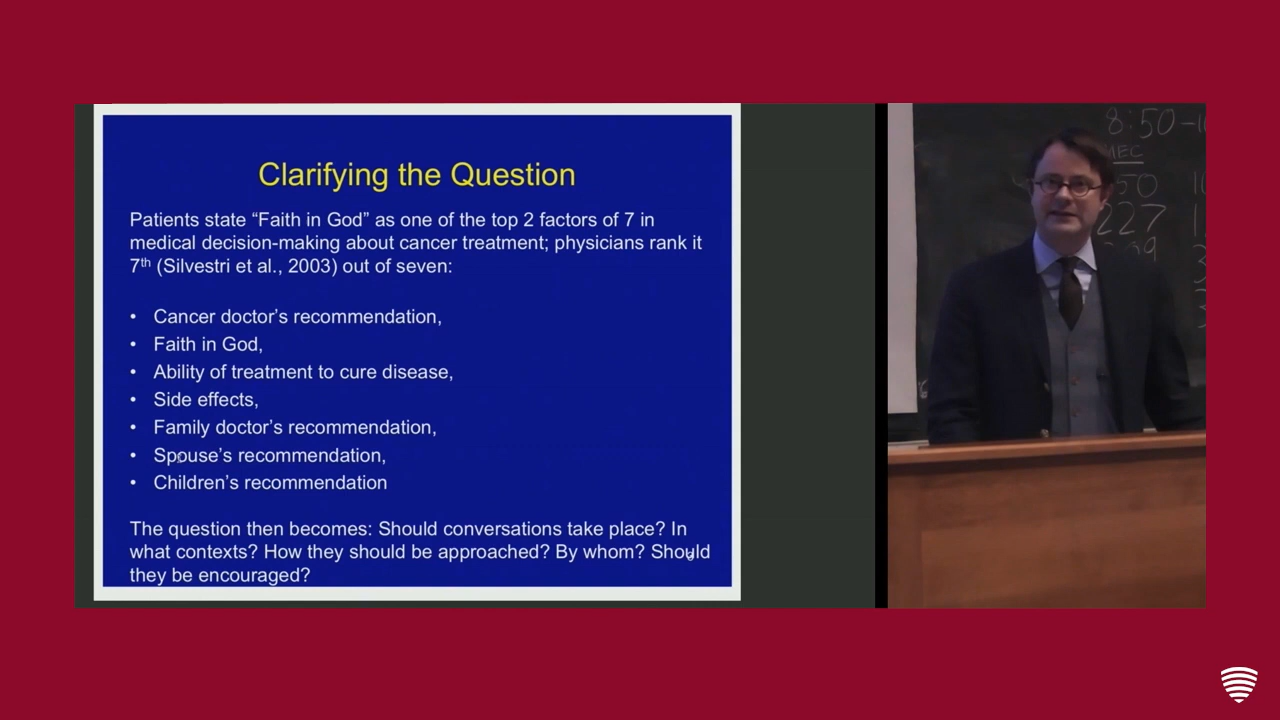 Clarifying the Question
Patients state “Faith in God” as one of the top 2 factors of 7 in
medical decision-making about cancer treatment; physicians rank it
7th (Silvestri et al., 2003) out of seven:
• Cancer doctor’s recommendation,
• Faith in God,
• Ability of treatment to cure disease,
• Side effects,
• Family doctor’s recommendation,
• Spouse’s recommendation,
• Children’s recommendation
The question then becomes: Should conversations take place? In
what contexts? How they should be approached? By whom? Should
they be encouraged?
8:50-1
MEC
50
227